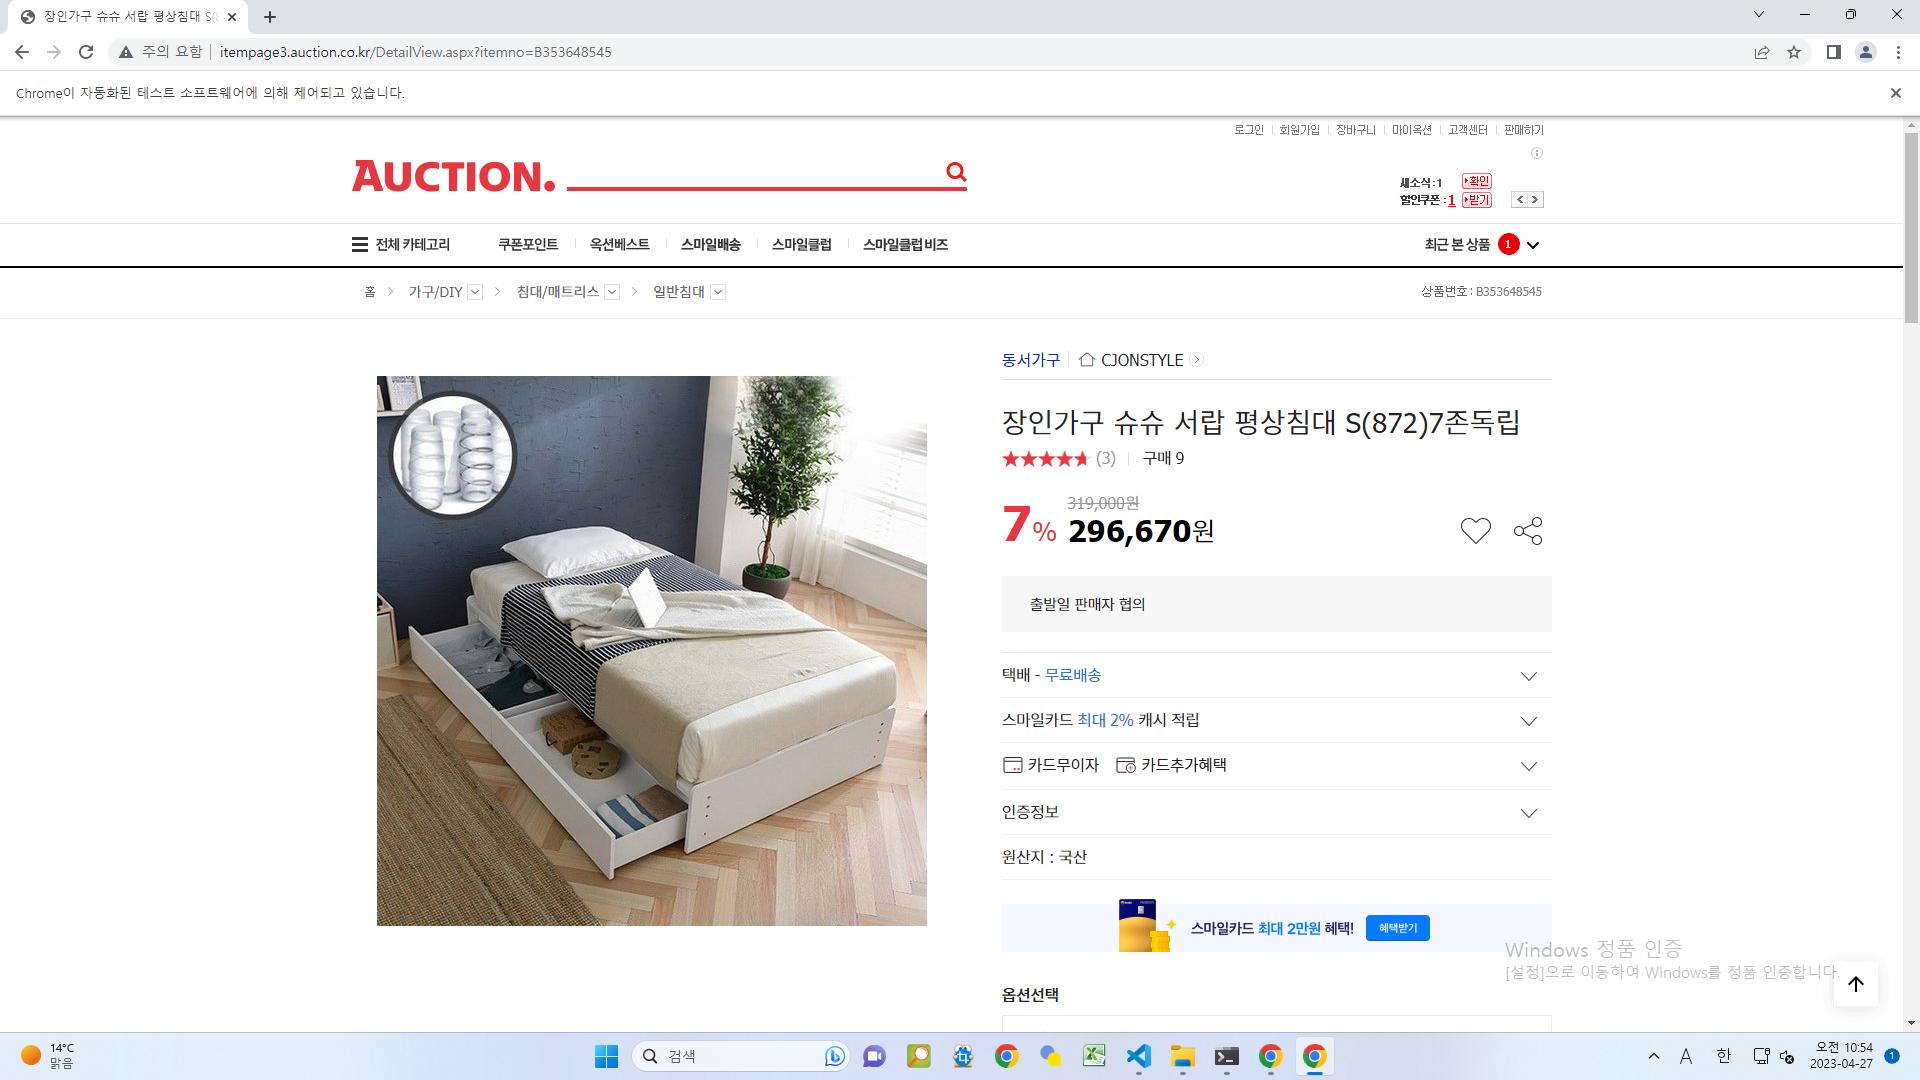 장인가구 슈슈 서랍 평상침대 S(8
주의 요함 itempage3.auction.co.kr/DetailView.aspx?itemno=B353648545
Chrome이 자동화된 테스트 소프트웨어에 의해 제어되고 있습니다.
로그인 회원가입 장바구니 마이옥션 고객센터 판매하기
AUCTION.
새소식:1 확인
할인쿠폰:1 받기
전체 카테고리 쿠폰포인트 옥션베스트 스마일배송 스마일클럽 스마일클럽 비즈 최근 본 상품 1
홈 가구/DIY 침대/매트리스 일반침대 상품번호 : B353648545
동서가구 CJONSTYLE
장인가구 슈슈 서랍 평상침대 S(872)7존독립
(3) 구매 9
319,000원
7% 296,670원
출발일 판매자 협의
택배 - 무료배송
스마일카드 최대 2% 캐시 적립
카드무이자 카드추가혜택
인증정보
원산지 : 국산
스마일카드 최대 2만원 혜택! 혜택받기
Windows 정품 인증
[설정]으로 이동하여 Windows를 정품 인증합니다.
옵션선택
14°C
맑음
검색
A 한
오전 10:54
2023-04-27
1